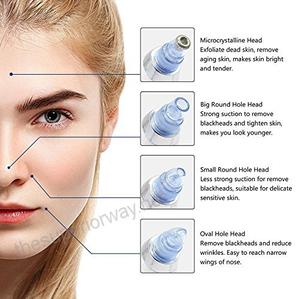 Microcrystalline Head
Exfoliate dead skin, remove
aging skin, makes skin bright
and tender.
Big Round Hole Head
Strong suction to remove
blackheads and tighten skin,
makes you look younger.
Small Round Hole Head
Less strong suction for remove
blackheads, suitable for delicate
sensitive skin.
Oval Hole Head
Remove blackheads and reduce
wrinkles. Easy to reach narrow
wings of nose.